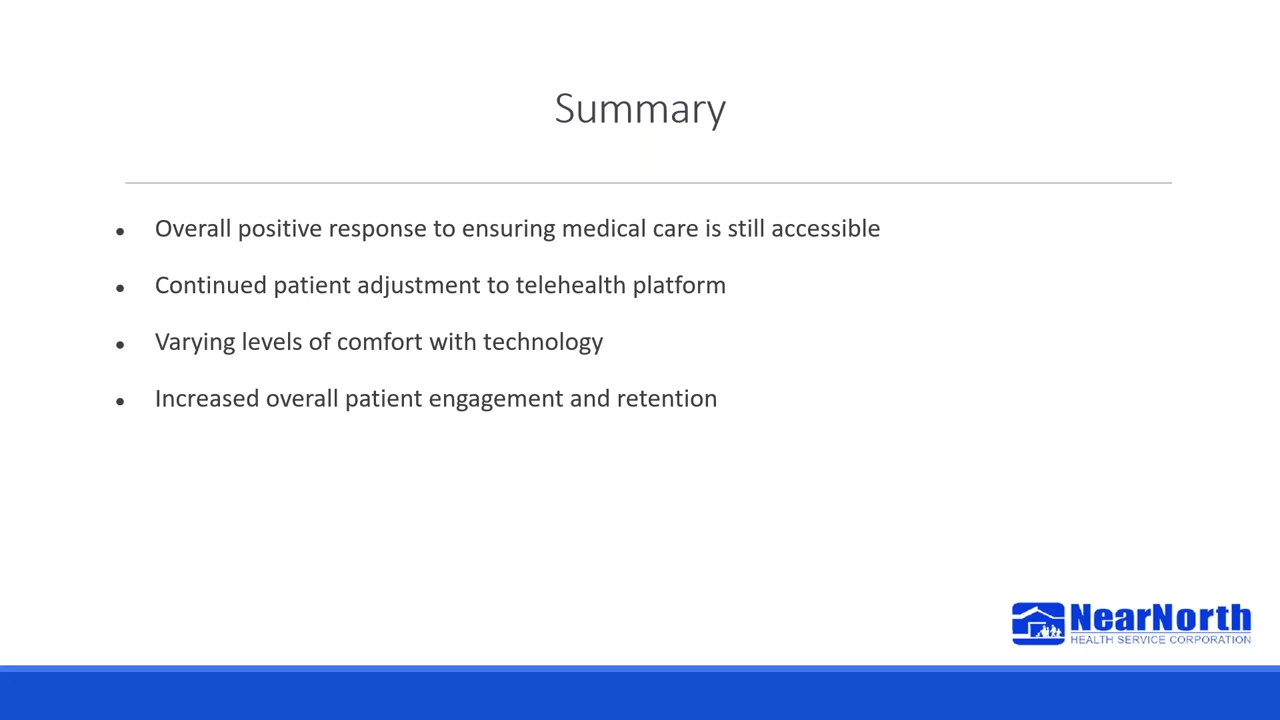 Summary
• Overall positive response to ensuring medical care is still accessible
• Continued patient adjustment to telehealth platform
• Varying levels of comfort with technology
• Increased overall patient engagement and retention
NearNorth
HEALTH SERVICE CORPORATION